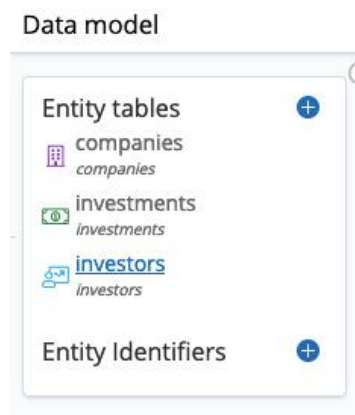 Data model
Entity tables
companies
companies
investments
investments
investors
investors
Entity Identifiers